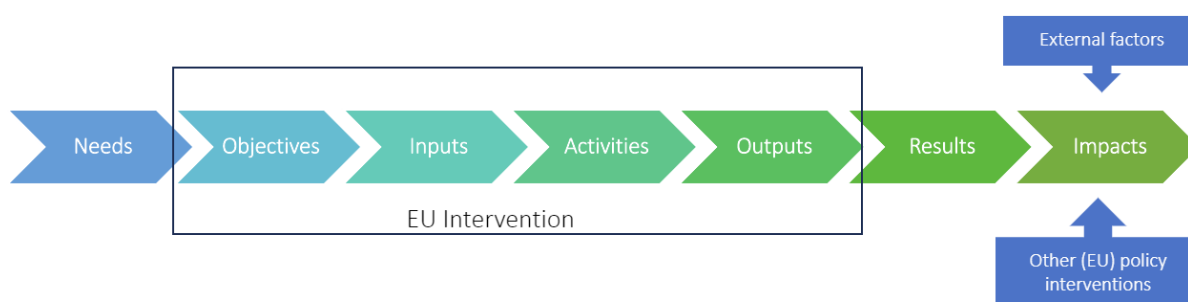 External factors
Needs
Objectives
Inputs
Activities
Outputs
Results
Impacts
EU Intervention
Other (EU) policy
interventions